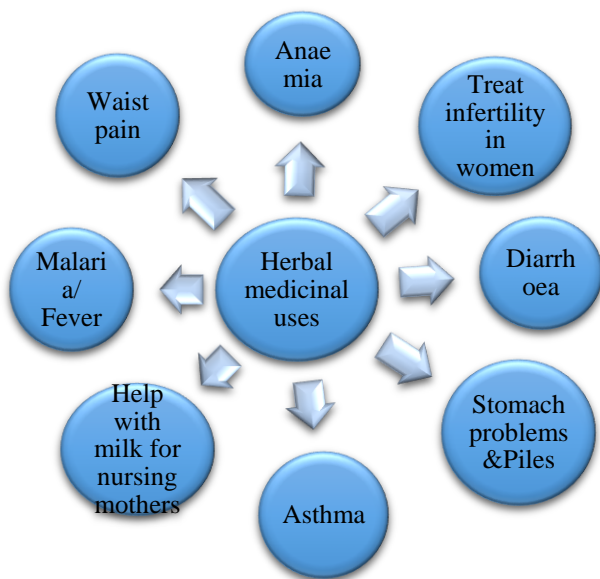 Anae
mia
Treat
infertility
in
women
Diarrh
oea
Stomach
problems
&Piles
Asthma
Help
with
milk for
nursing
mothers
Malari
a/
Fever
Waist
pain
Herbal
medicinal
uses